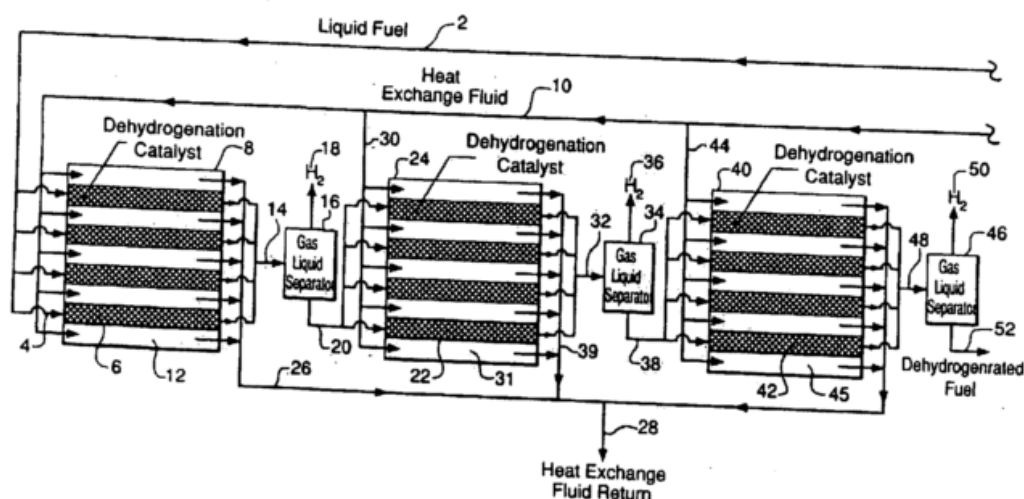 Liquid Fuel
2
Heat
Exchange Fluid
10
Dehydrogenation
Catalyst
8
18
H2
30
24
Dehydrogenation
Catalyst
36
H2
44
40
Dehydrogenation
Catalyst
50
H2
14
16
Gas
Liquid
Separator
32
34
Gas
Liquid
Separator
48
46
Gas
Liquid
Separator
4
6
12
20
22
31
39
38
42
45
52
Dehydrogenrated
Fuel
26
28
Heat Exchange
Fluid Return